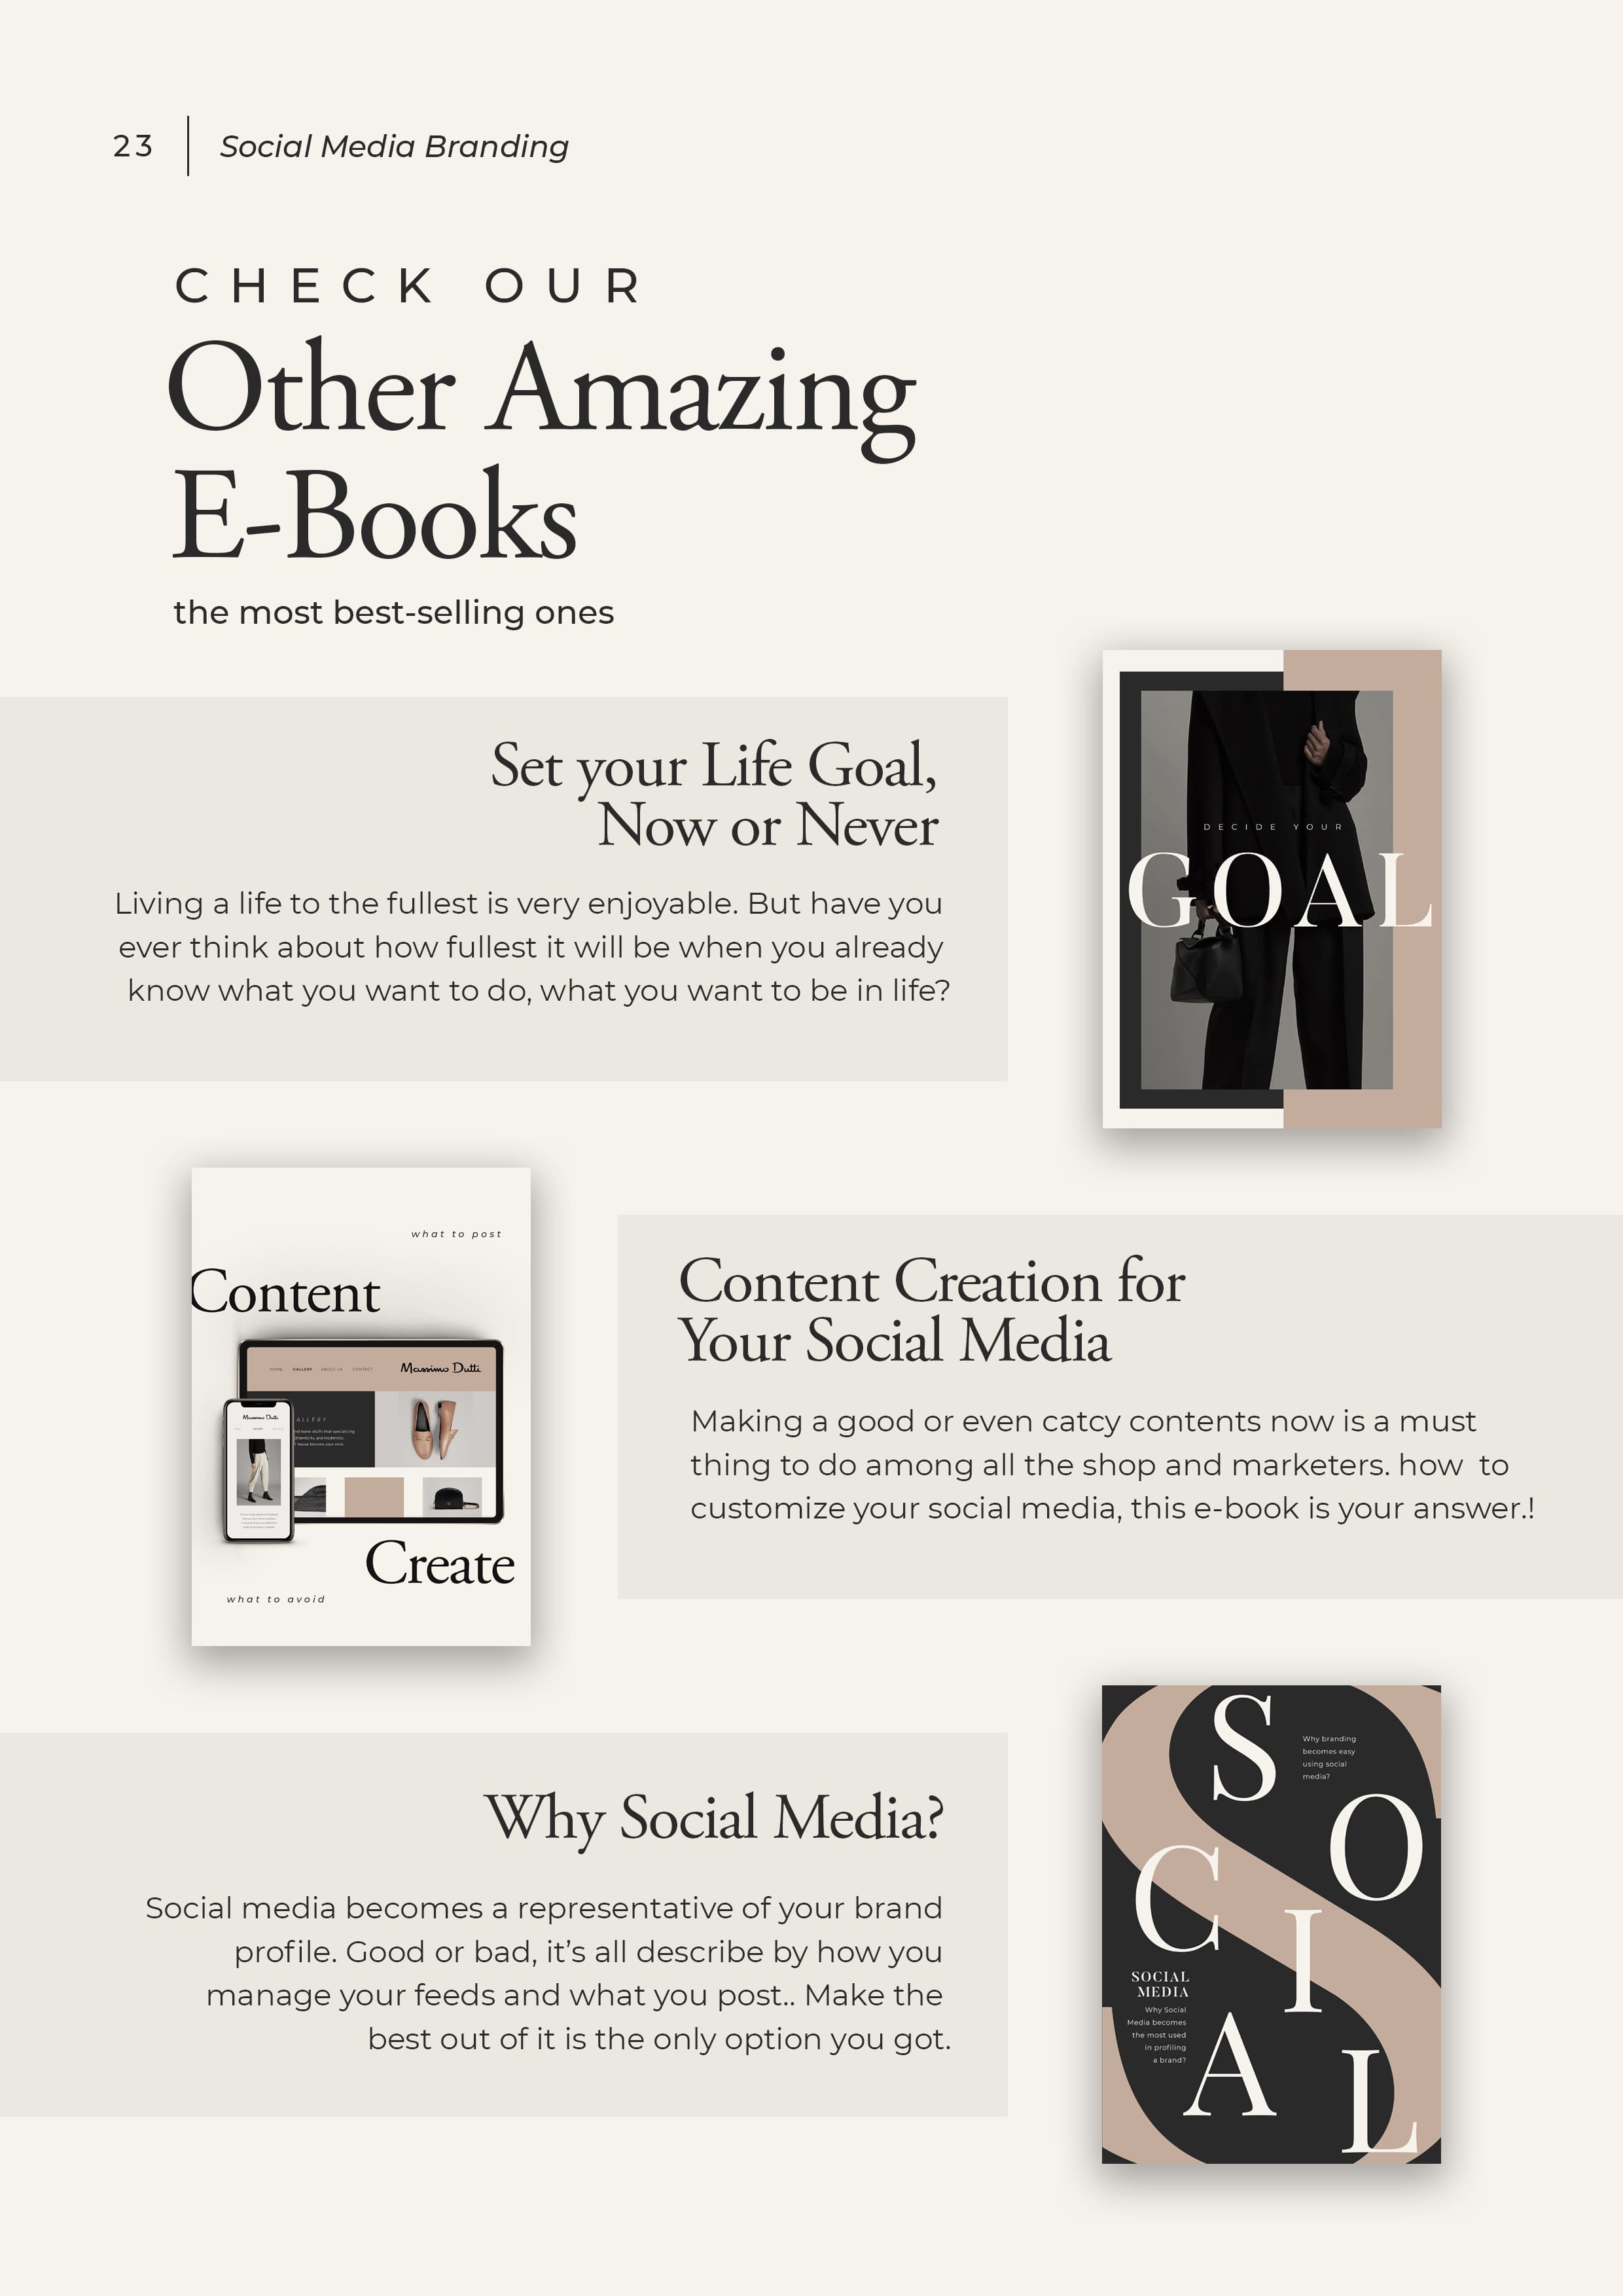 23
Social Media Branding
CHECK OUR
Other Amazing
E-Books
the most best-selling ones
Set your Life Goal,
Now or Never
Living a life to the fullest is very enjoyable. But have you
ever think about how fullest it will be when you already
know what you want to do, what you want to be in life?
DECIDE YOUR
GOAL
what to post
Content
HOME GALLERY ABOUT US CONTACT
Massimo Dutti
Massimo Dutti
Create
what to avoid
Content Creation for
Your Social Media
Making a good or even catcy contents now is a must
thing to do among all the shop and marketers. how to
customize your social media, this e-book is your answer.!
Why Social Media?
Social media becomes a representative of your brand
profile. Good or bad, it’s all describe by how you
manage your feeds and what you post.. Make the
best out of it is the only option you got.
SOCIAL
Why branding
becomes easy
using social
media?
SOCIAL
MEDIA
Why Social
Media becomes
the most used
in profiling
a brand?